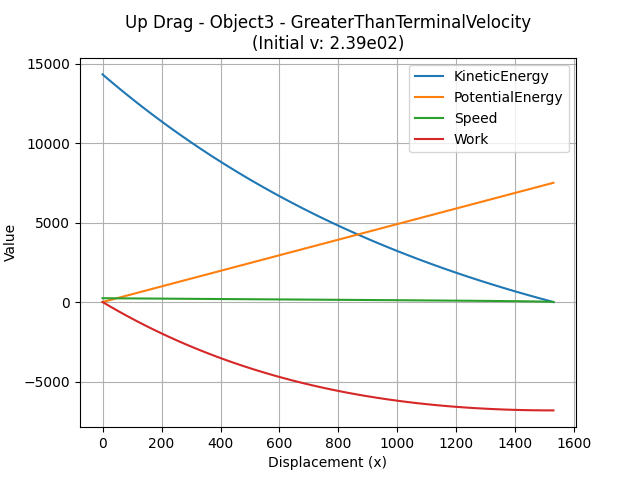 Up Drag - Object3 - GreaterThanTerminalVelocity
(Initial v: 2.39e02)
15000
10000
5000
0
−5000
Value
KineticEnergy
PotentialEnergy
Speed
Work
0 200 400 600 800 1000 1200 1400 1600
Displacement (x)